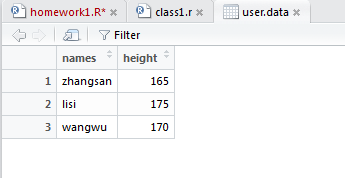 homework1.R* class1.r user.data
Filter
names height
1 zhangsan 165
2 lisi 175
3 wangwu 170